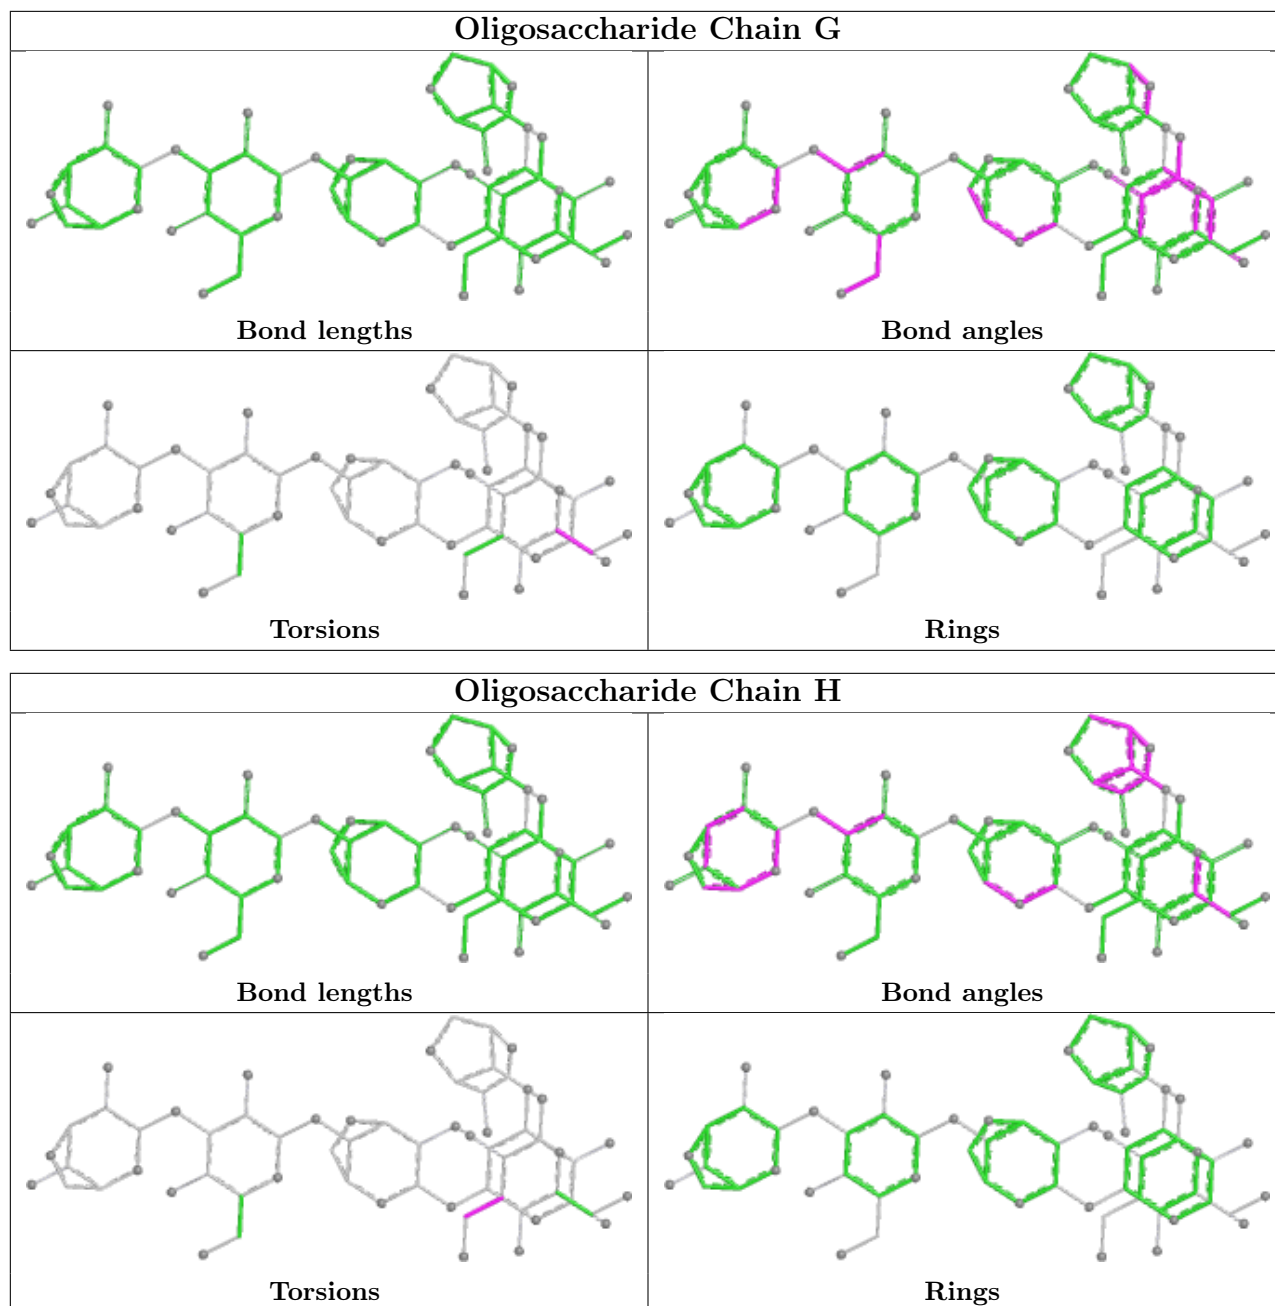 Oligosaccharide Chain G
Bond lengths
Bond angles
Torsions
Rings
Oligosaccharide Chain H
Bond lengths
Bond angles
Torsions
Rings